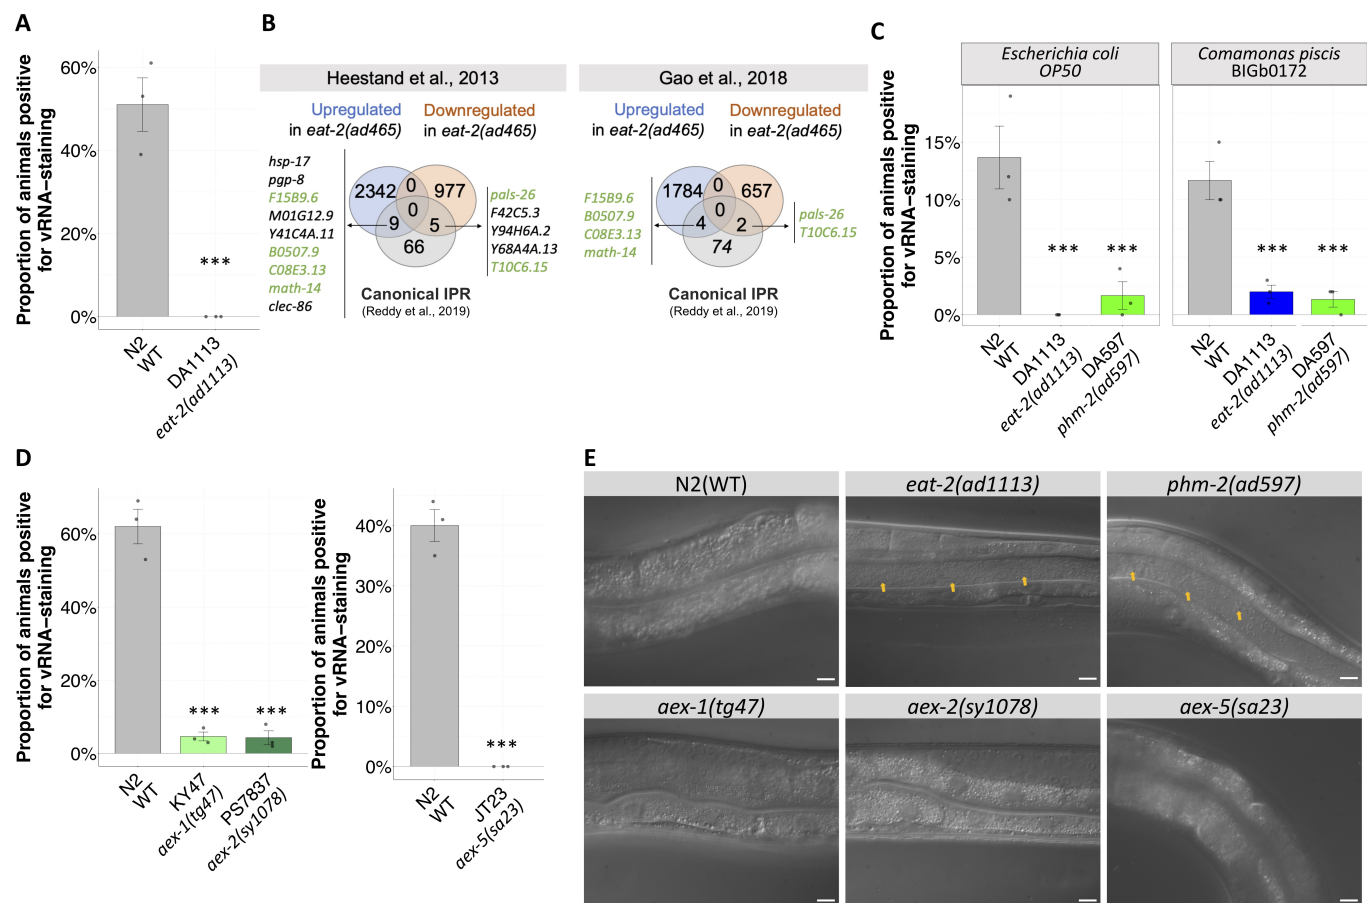 A
Proportion of animals positive
for vRNA−staining
60%
40%
20%
0%
***
N2
WT
DA1113
eat-2(ad1113)
B
Heestand et al., 2013
Upregulated
in eat-2(ad465)
Downregulated
in eat-2(ad465)
hsp-17
pgp-8
F15B9.6
M01G12.9
Y41C4A.11
B0507.9
C08E3.13
math-14
clec-86
2342
0
977
0
9
5
66
pals-26
F42C5.3
Y94H6A.2
Y68A4A.13
T10C6.15
Canonical IPR
(Reddy et al., 2019)
Gao et al., 2018
Upregulated
in eat-2(ad465)
Downregulated
in eat-2(ad465)
F15B9.6
B0507.9
C08E3.13
math-14
1784
0
657
0
4
2
74
pals-26
T10C6.15
Canonical IPR
(Reddy et al., 2019)
C
Proportion of animals positive
for vRNA−staining
Escherichia coli
OP50
Comamonas piscis
BIGb0172
15%
10%
5%
0%
***
***
***
***
N2
WT
DA1113
eat-2(ad1113)
DA597
phm-2(ad597)
N2
WT
DA1113
eat-2(ad1113)
DA597
phm-2(ad597)
D
Proportion of animals positive
for vRNA−staining
60%
40%
20%
0%
***
***
N2
WT
KY47
aex-1(tg47)
PS7837
aex-2(sy1078)
Proportion of animals positive
for vRNA−staining
40%
30%
20%
10%
0%
***
N2
WT
JT23
aex-5(sa23)
E
N2(WT)
eat-2(ad1113)
phm-2(ad597)
aex-1(tg47)
aex-2(sy1078)
aex-5(sa23)